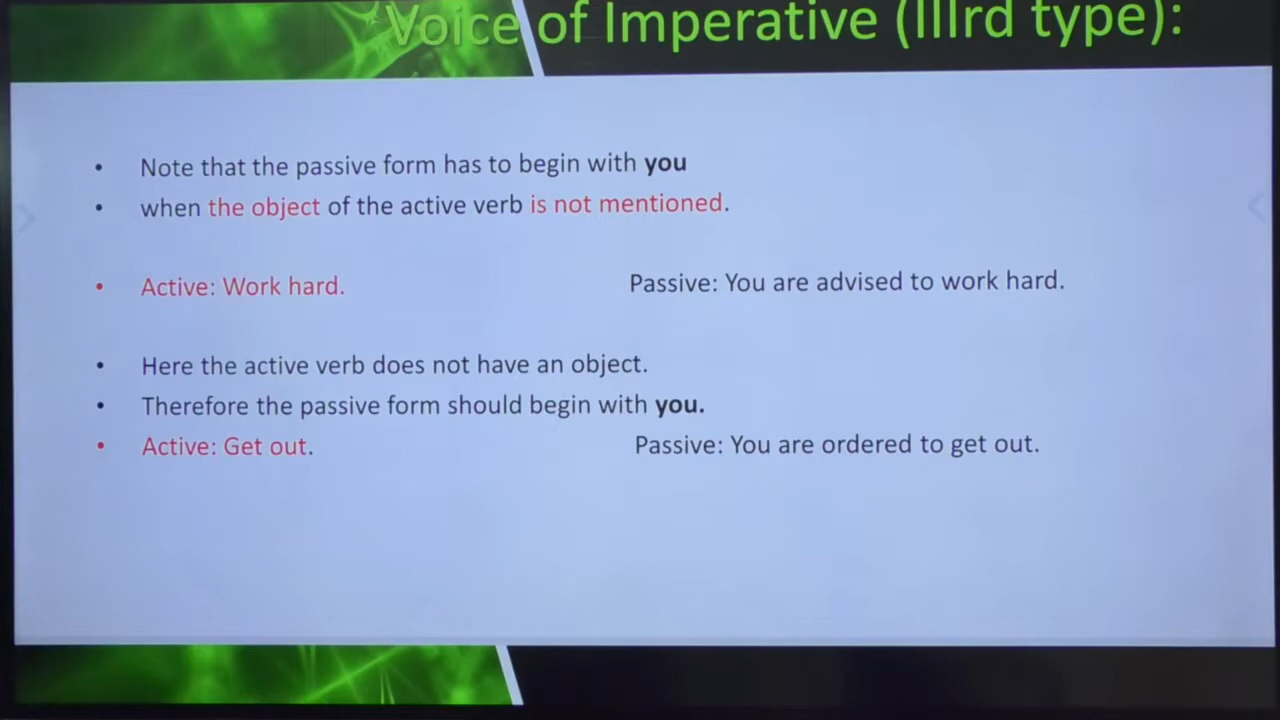 Voice of Imperative (IIIrd type):
• Note that the passive form has to begin with you
• when the object of the active verb is not mentioned.
• Active: Work hard. Passive: You are advised to work hard.
• Here the active verb does not have an object.
• Therefore the passive form should begin with you.
• Active: Get out. Passive: You are ordered to get out.